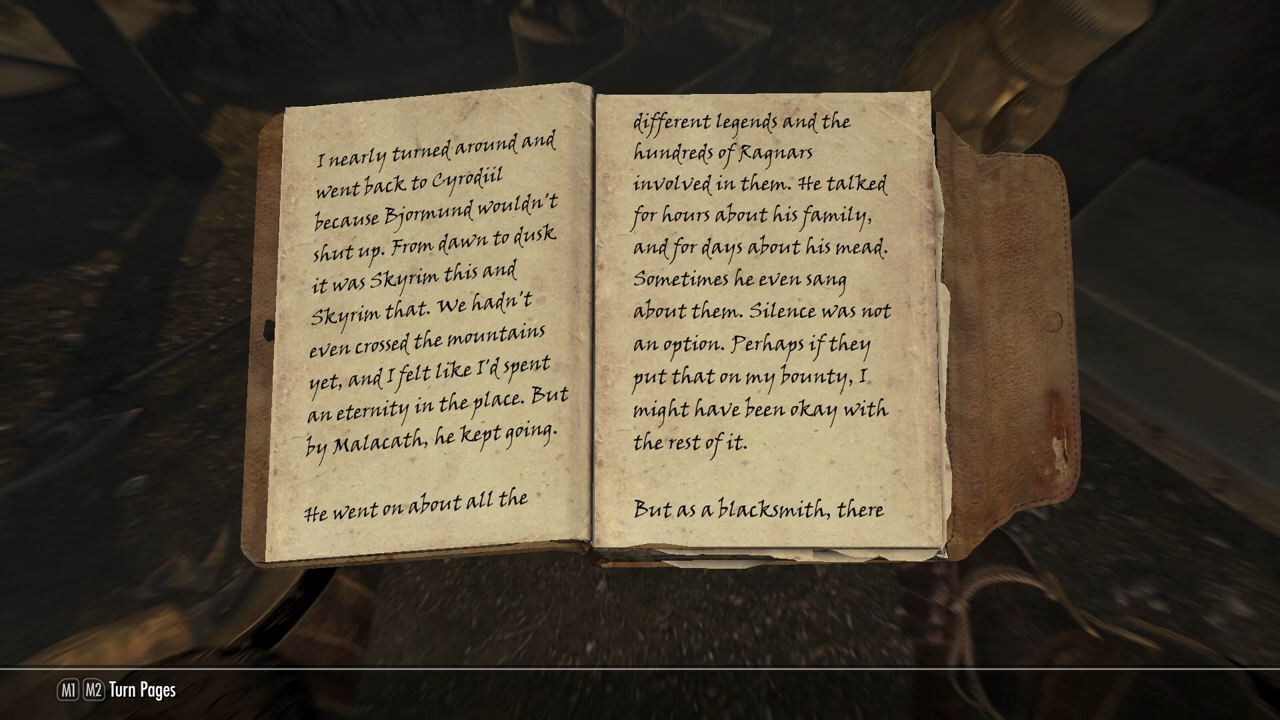 I nearly turned around and
went back to Cyrodiil
because Bjormund wouldn't
shut up. From dawn to dusk
it was Skyrim this and
Skyrim that. We hadn't
even crossed the mountains
yet, and I felt like I'd spent
an eternity in the place. But
by Malacath, he kept going.
He went on about all the
different legends and the
hundreds of Ragnars
involved in them. He talked
for hours about his family,
and for days about his mead.
Sometimes he even sang
about them. Silence was not
an option. Perhaps if they
put that on my bounty, I
might have been okay with
the rest of it.
But as a blacksmith, there
M1 M2 Turn Pages